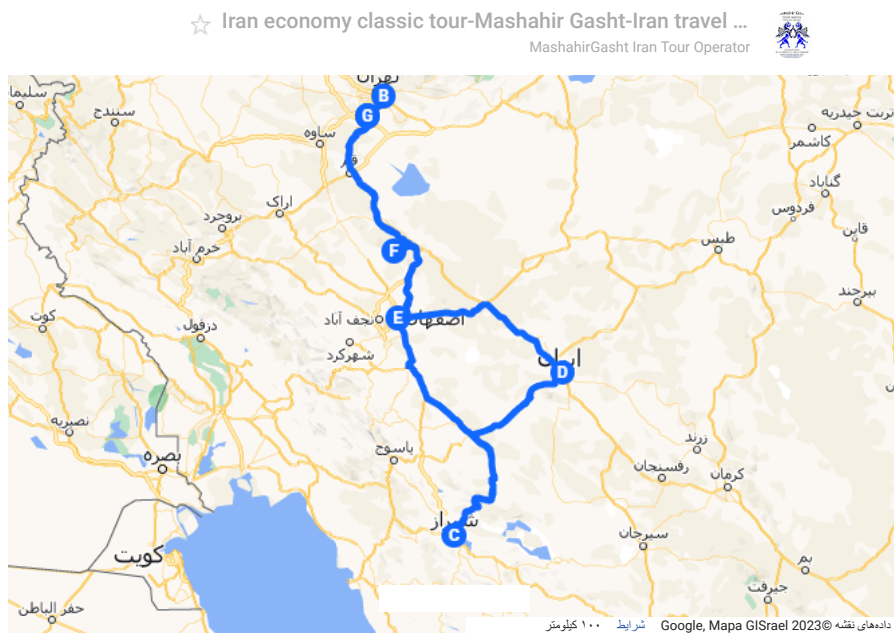 Iran economy classic tour-Mashahir Gasht-Iran travel ...
MashahirGasht Iran Tour Operator
تهران
B
G
سلیما
سنندج
ساوه
قم
تربت حیدریه
کاشمر
گناباد
اراک
بروجرد
فردوس
خرم آباد
F
طبس
قاین
بیرجند
کوت
دزفول
نجف آباد
E
اصفهان
شهرکرد
ایران
D
نصیریه
بصره
یاسوج
زرند
رفسنجان
کرمان
شیراز
C
سیرجان
کویت
بم
جیرفت
حفر الباطن
داده‌های نقشه ©2023 Google, Mapa GISrael
شرایط
۱۰۰ کیلومتر